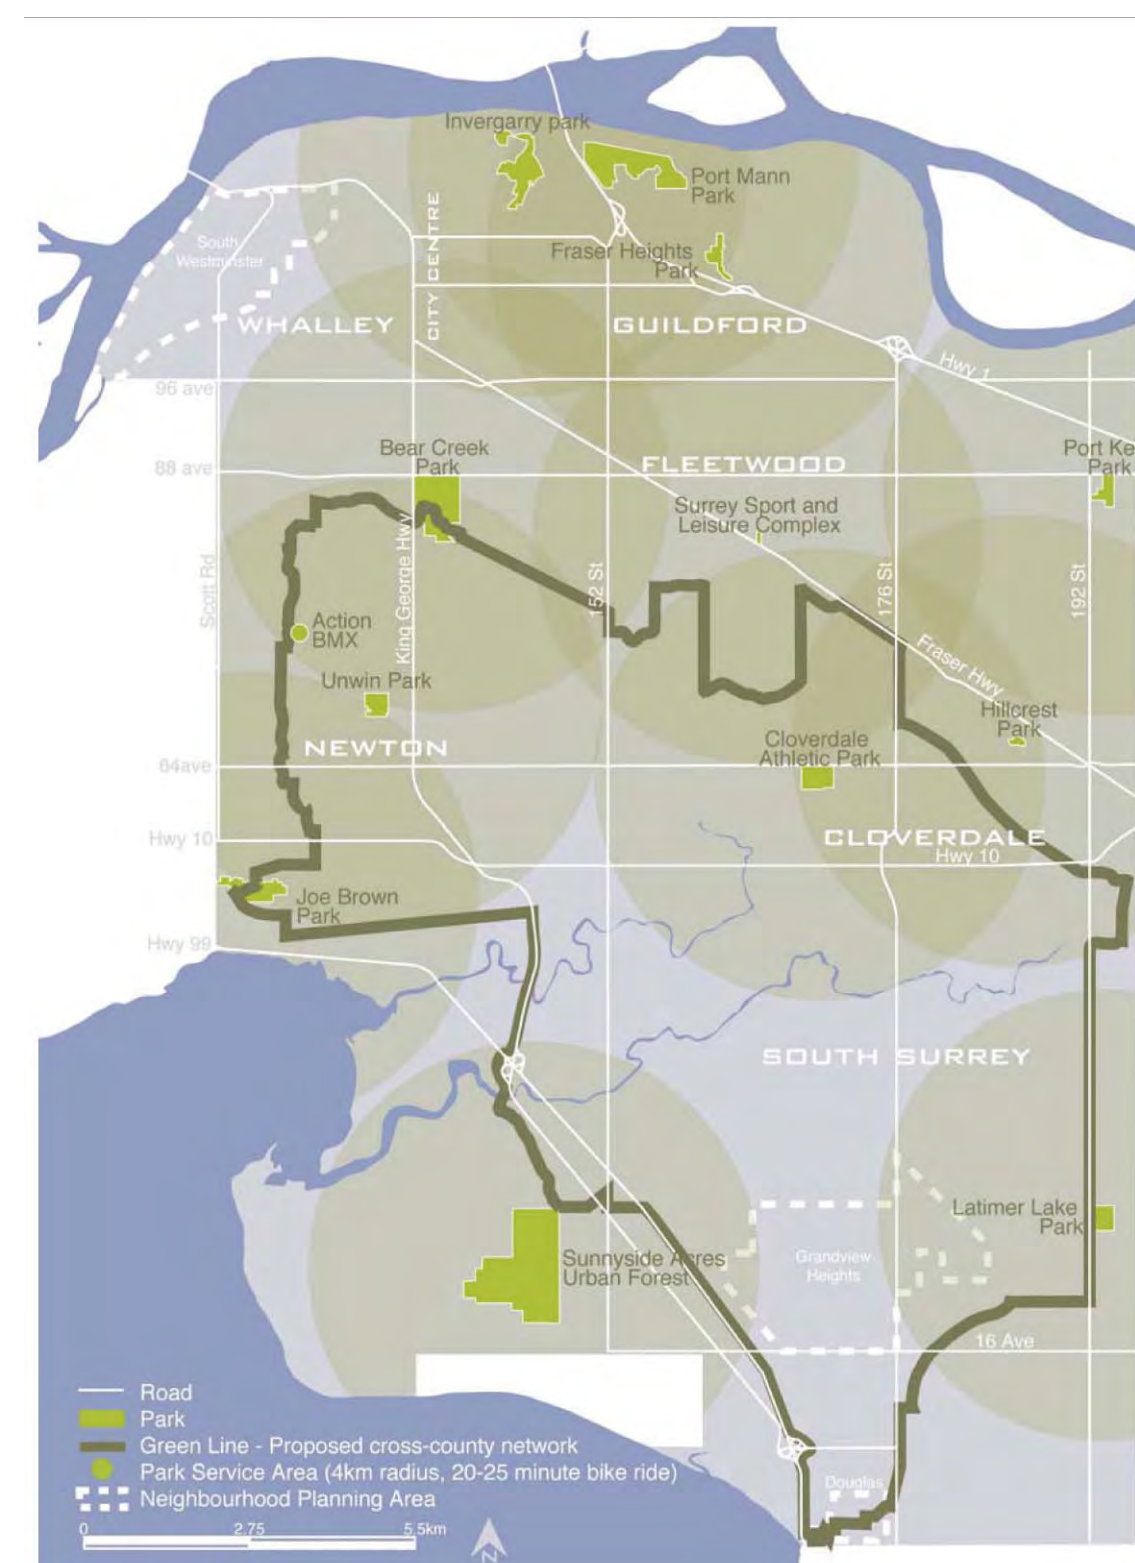 Invergarry park
Port Mann
Park
CITY CENTRE
South
Westminster
Fraser Heights
Park
WHALLEY
GUILDFORD
Hwy 1
96 ave
Bear Creek
Park
88 ave
FLEETWOOD
Port Ke
Park
Surrey Sport and
Leisure Complex
Scott Rd
King George Hwy
152 St
176 St
192 St
Action
BMX
Fraser Hwy
Unwin Park
Hillcrest
Park
NEWTON
Cloverdale
Athletic Park
64ave
Hwy 10
CLOVERDALE
Hwy 10
Joe Brown
Park
Hwy 99
SOUTH SURREY
Latimer Lake
Park
Sunnyside Acres
Urban Forest
Grandview
Heights
16 Ave
Road
Park
Green Line - Proposed cross-county network
Park Service Area (4km radius, 20-25 minute bike ride)
Neighbourhood Planning Area
Douglas
0 2.75 5.5km
N